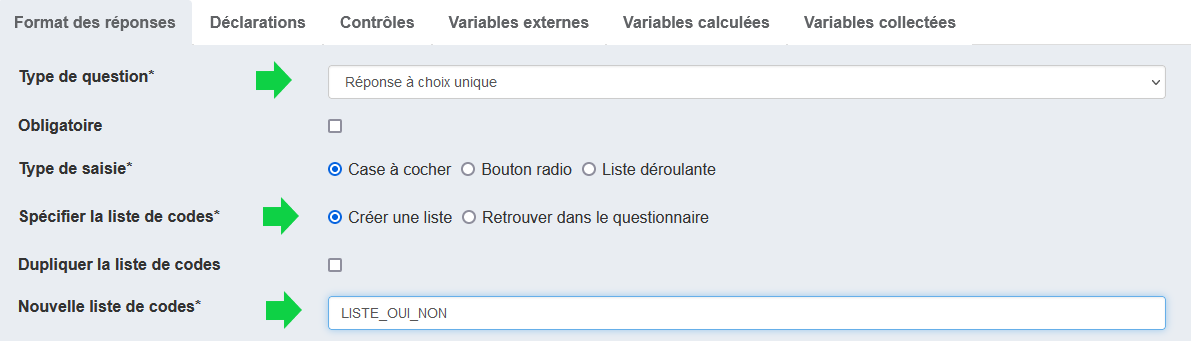 Format des réponses Déclarations Contrôles Variables externes Variables calculées Variables collectées
Type de question* Réponse à choix unique
Obligatoire
Type de saisie* Case à cocher Bouton radio Liste déroulante
Spécifier la liste de codes* Créer une liste Retrouver dans le questionnaire
Dupliquer la liste de codes
Nouvelle liste de codes* LISTE_OUI_NON